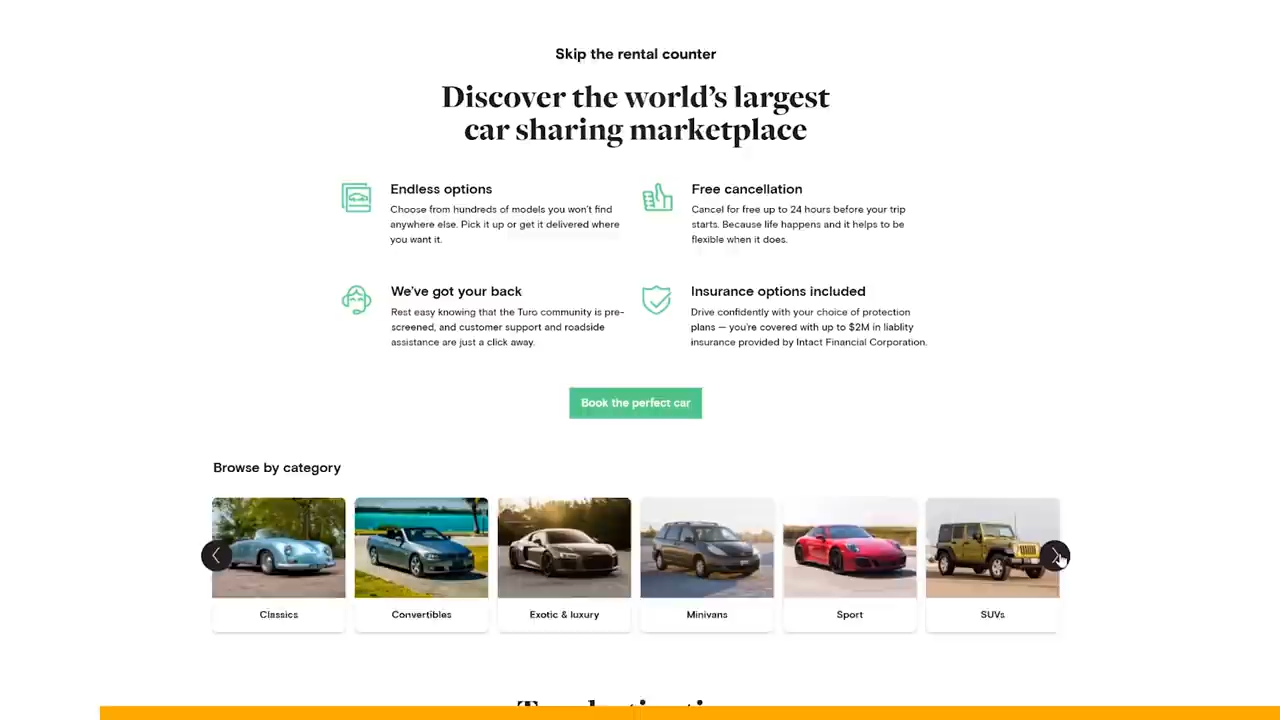 Skip the rental counter
Discover the world's largest
car sharing marketplace
Endless options
Choose from hundreds of models you won't find
anywhere else. Pick it up or get it delivered where
you want it.
Free cancellation
Cancel for free up to 24 hours before your trip
starts. Because life happens and it helps to be
flexible when it does.
We've got your back
Rest easy knowing that the Turo community is pre-
screened, and customer support and roadside
assistance are just a click away.
Insurance options included
Drive confidently with your choice of protection
plans — you're covered with up to $2M in liablity
insurance provided by Intact Financial Corporation.
Book the perfect car
Browse by category
Classics
Convertibles
Exotic & luxury
Minivans
Sport
SUVs